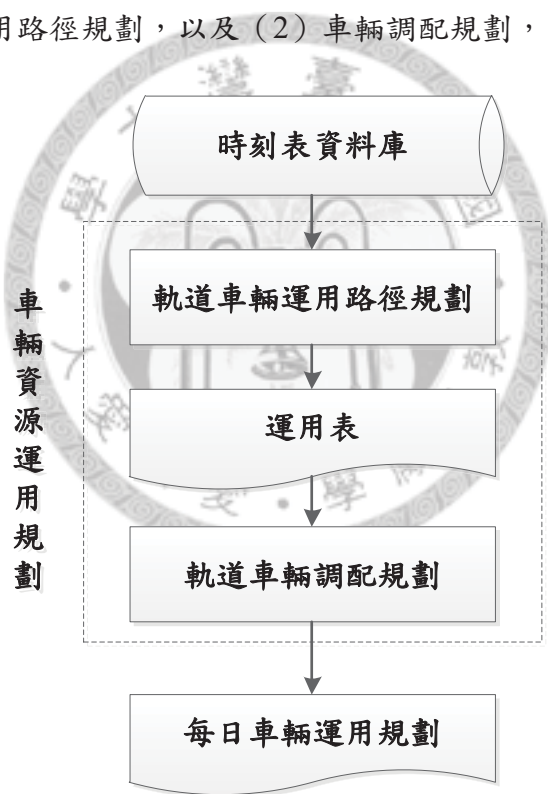 用路徑規劃,以及(2)車輛調配規劃,
時刻表資料庫
軌道車輛運用路徑規劃
運用表
軌道車輛調配規劃
每日車輛運用規劃
車輛資源運用規劃